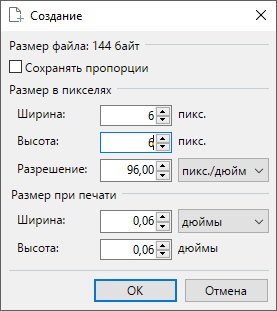 Создание
Размер файла: 144 байт
Сохранять пропорции
Размер в пикселях
Ширина: 6 пикс.
Высота: 6 пикс.
Разрешение: 96,00 пикс./дюйм
Размер при печати
Ширина: 0,06 дюймы
Высота: 0,06 дюймы
OK Отмена